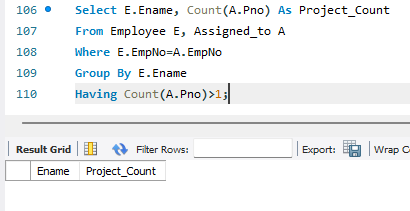 106 Select E.Ename, Count(A.Pno) As Project_Count
107 From Employee E, Assigned_to A
108 Where E.EmpNo=A.EmpNo
109 Group By E.Ename
110 Having Count(A.Pno)>1;
Result Grid Filter Rows: Export: Wrap C
Ename Project_Count